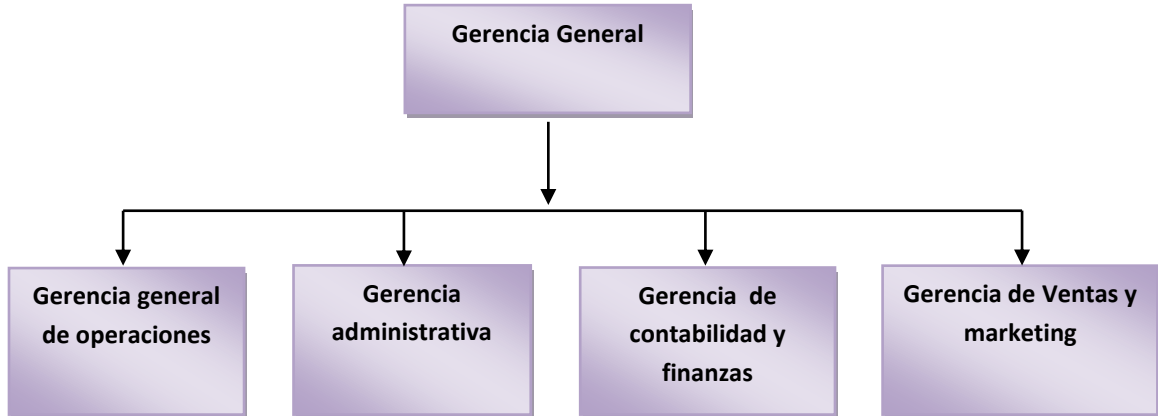 Gerencia General
Gerencia general
de operaciones
Gerencia
administrativa
Gerencia de
contabilidad y
finanzas
Gerencia de Ventas y
marketing